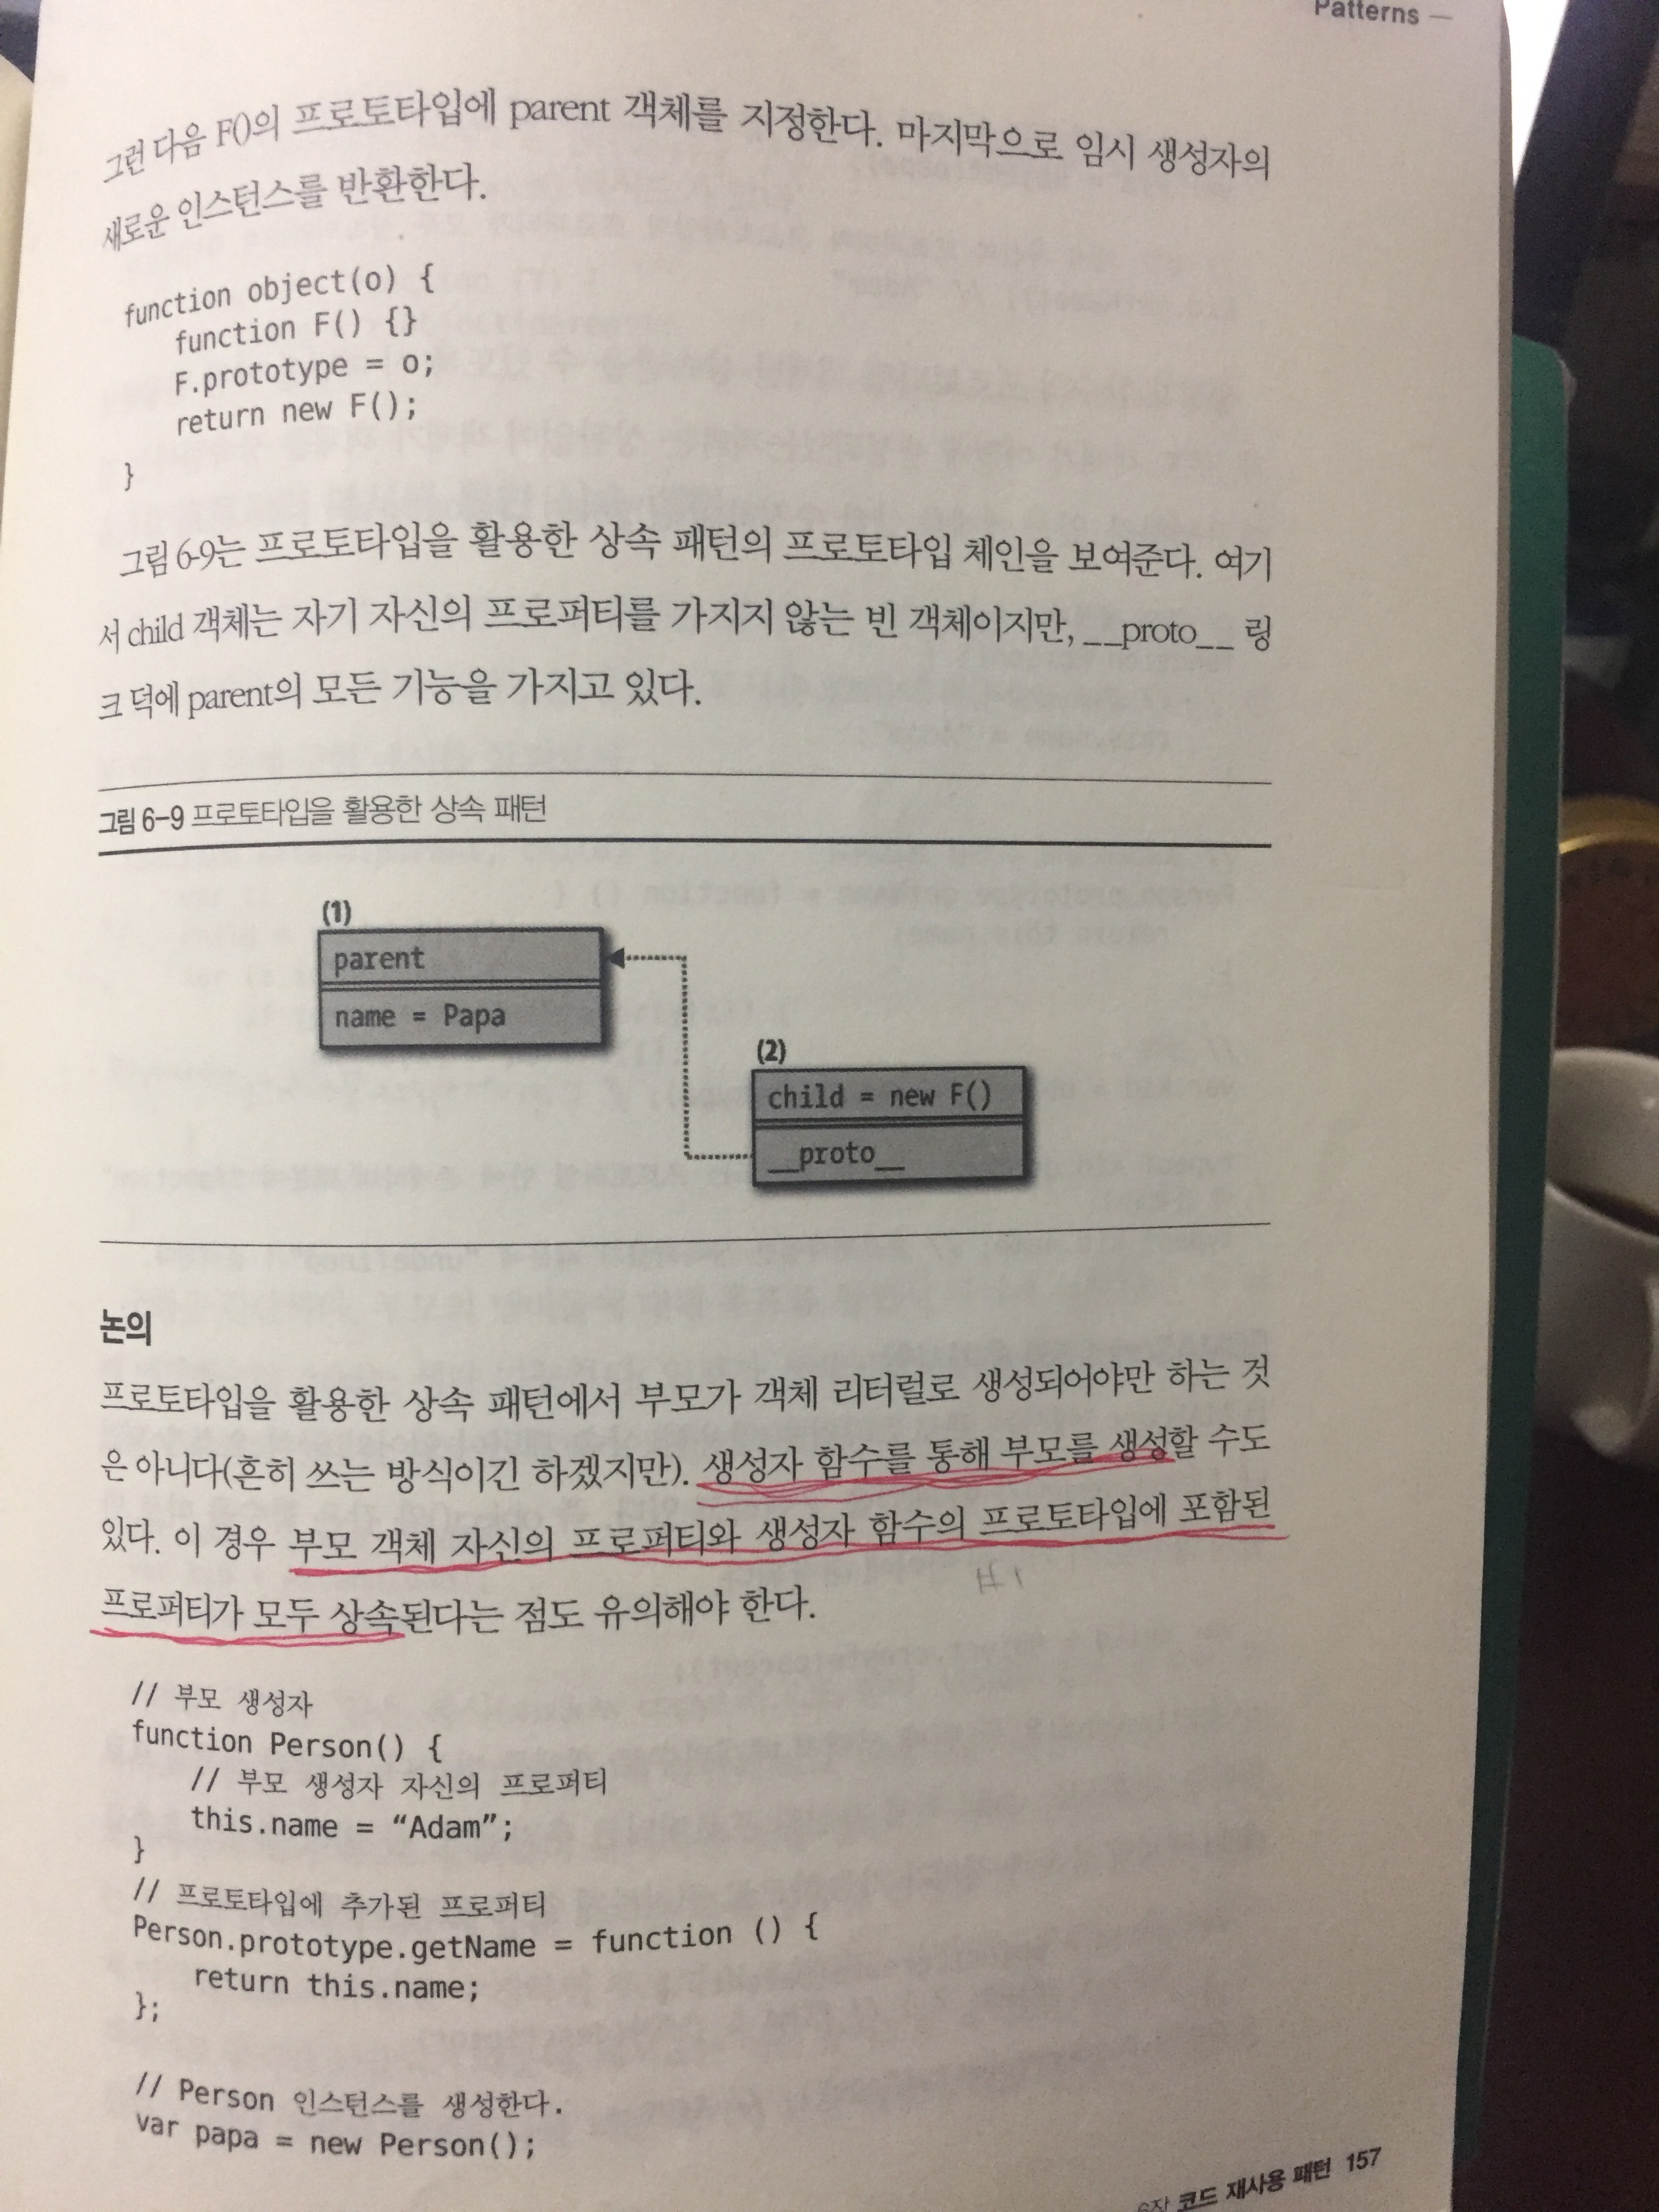 Patterns —
그런 다음 F()의 프로토타입에 parent 객체를 지정한다. 마지막으로 임시 생성자의
새로운 인스턴스를 반환한다.
function object(o) {
function F() {}
F.prototype = o;
return new F();
}
그림 6-9는 프로토타입을 활용한 상속 패턴의 프로토타입 체인을 보여준다. 여기
서 child 객체는 자기 자신의 프로퍼티를 가지지 않는 빈 객체이지만, __proto__ 링
크 덕에 parent의 모든 기능을 가지고 있다.
그림 6-9 프로토타입을 활용한 상속 패턴
(1)
parent
name = Papa
(2)
child = new F()
__proto__
논의
프로토타입을 활용한 상속 패턴에서 부모가 객체 리터럴로 생성되어야만 하는 것
은 아니다(흔히 쓰는 방식이긴 하겠지만). 생성자 함수를 통해 부모를 생성할 수도
있다. 이 경우 부모 객체 자신의 프로퍼티와 생성자 함수의 프로토타입에 포함된
프로퍼티가 모두 상속된다는 점도 유의해야 한다.
// 부모 생성자
function Person() {
// 부모 생성자 자신의 프로퍼티
this.name = “Adam”;
}
// 프로토타입에 추가된 프로퍼티
Person.prototype.getName = function () {
return this.name;
};
// Person 인스턴스를 생성한다.
var papa = new Person();
6장 코드 재사용 패턴 157